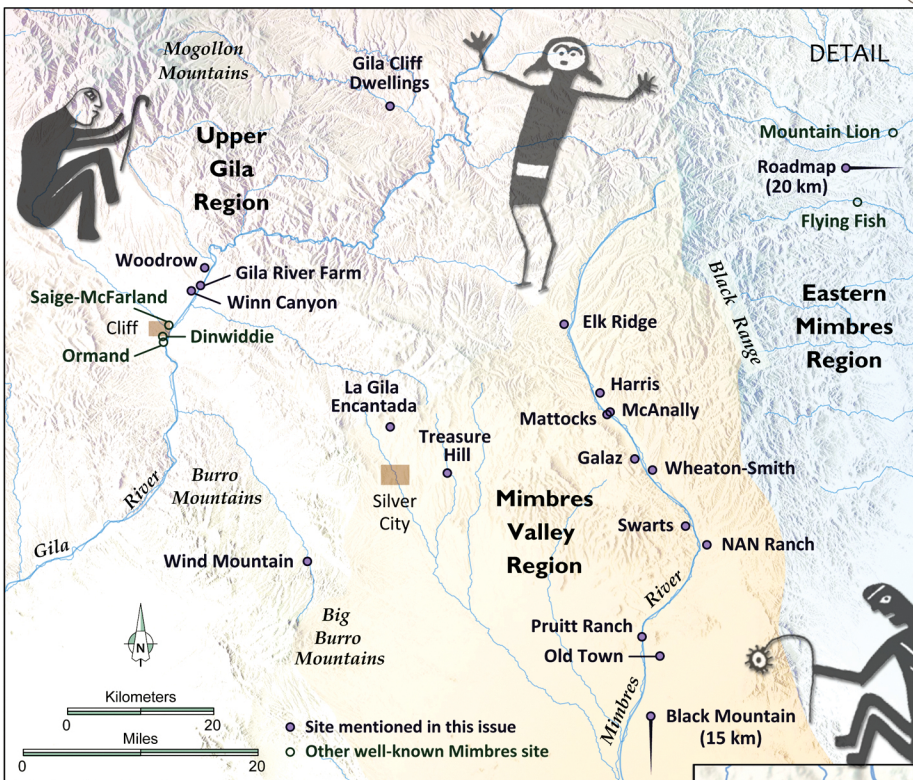 DETAIL
Mogollon
Mountains
Gila Cliff
Dwellings
Upper
Gila
Region
Mountain Lion
Roadmap
(20 km)
Flying Fish
Woodrow
Gila River Farm
Winn Canyon
Saige-McFarland
Cliff
Dinwiddie
Ormand
Black Range
Eastern
Mimbres
Region
Elk Ridge
Harris
McAnally
Mattocks
La Gila
Encantada
Treasure
Hill
Galaz
Wheaton-Smith
Burro
Mountains
Silver
City
Mimbres
Valley
Region
Swarts
NAN Ranch
Gila River
Wind Mountain
Big
Burro
Mountains
Pruitt Ranch
Old Town
Mimbres River
Black Mountain
(15 km)
N
Kilometers
0 20
Miles
0 20
Site mentioned in this issue
Other well-known Mimbres site